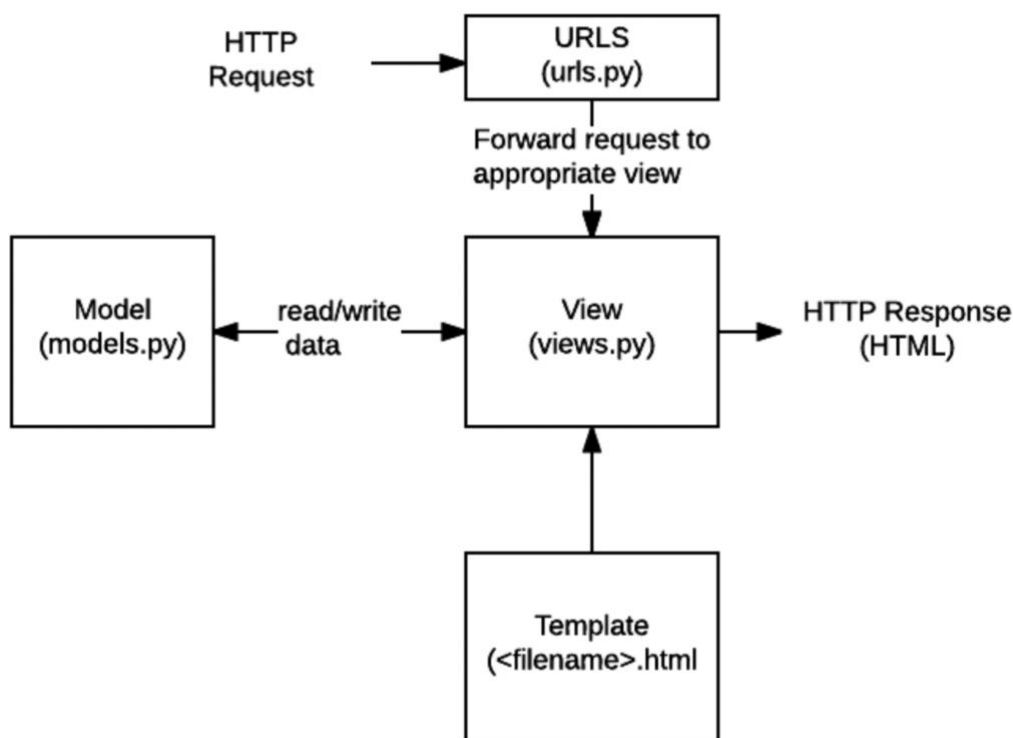 HTTP
Request
URLS
(urls.py)
Forward request to
appropriate view
Model
(models.py)
read/write
data
View
(views.py)
HTTP Response
(HTML)
Template
(<filename>.html